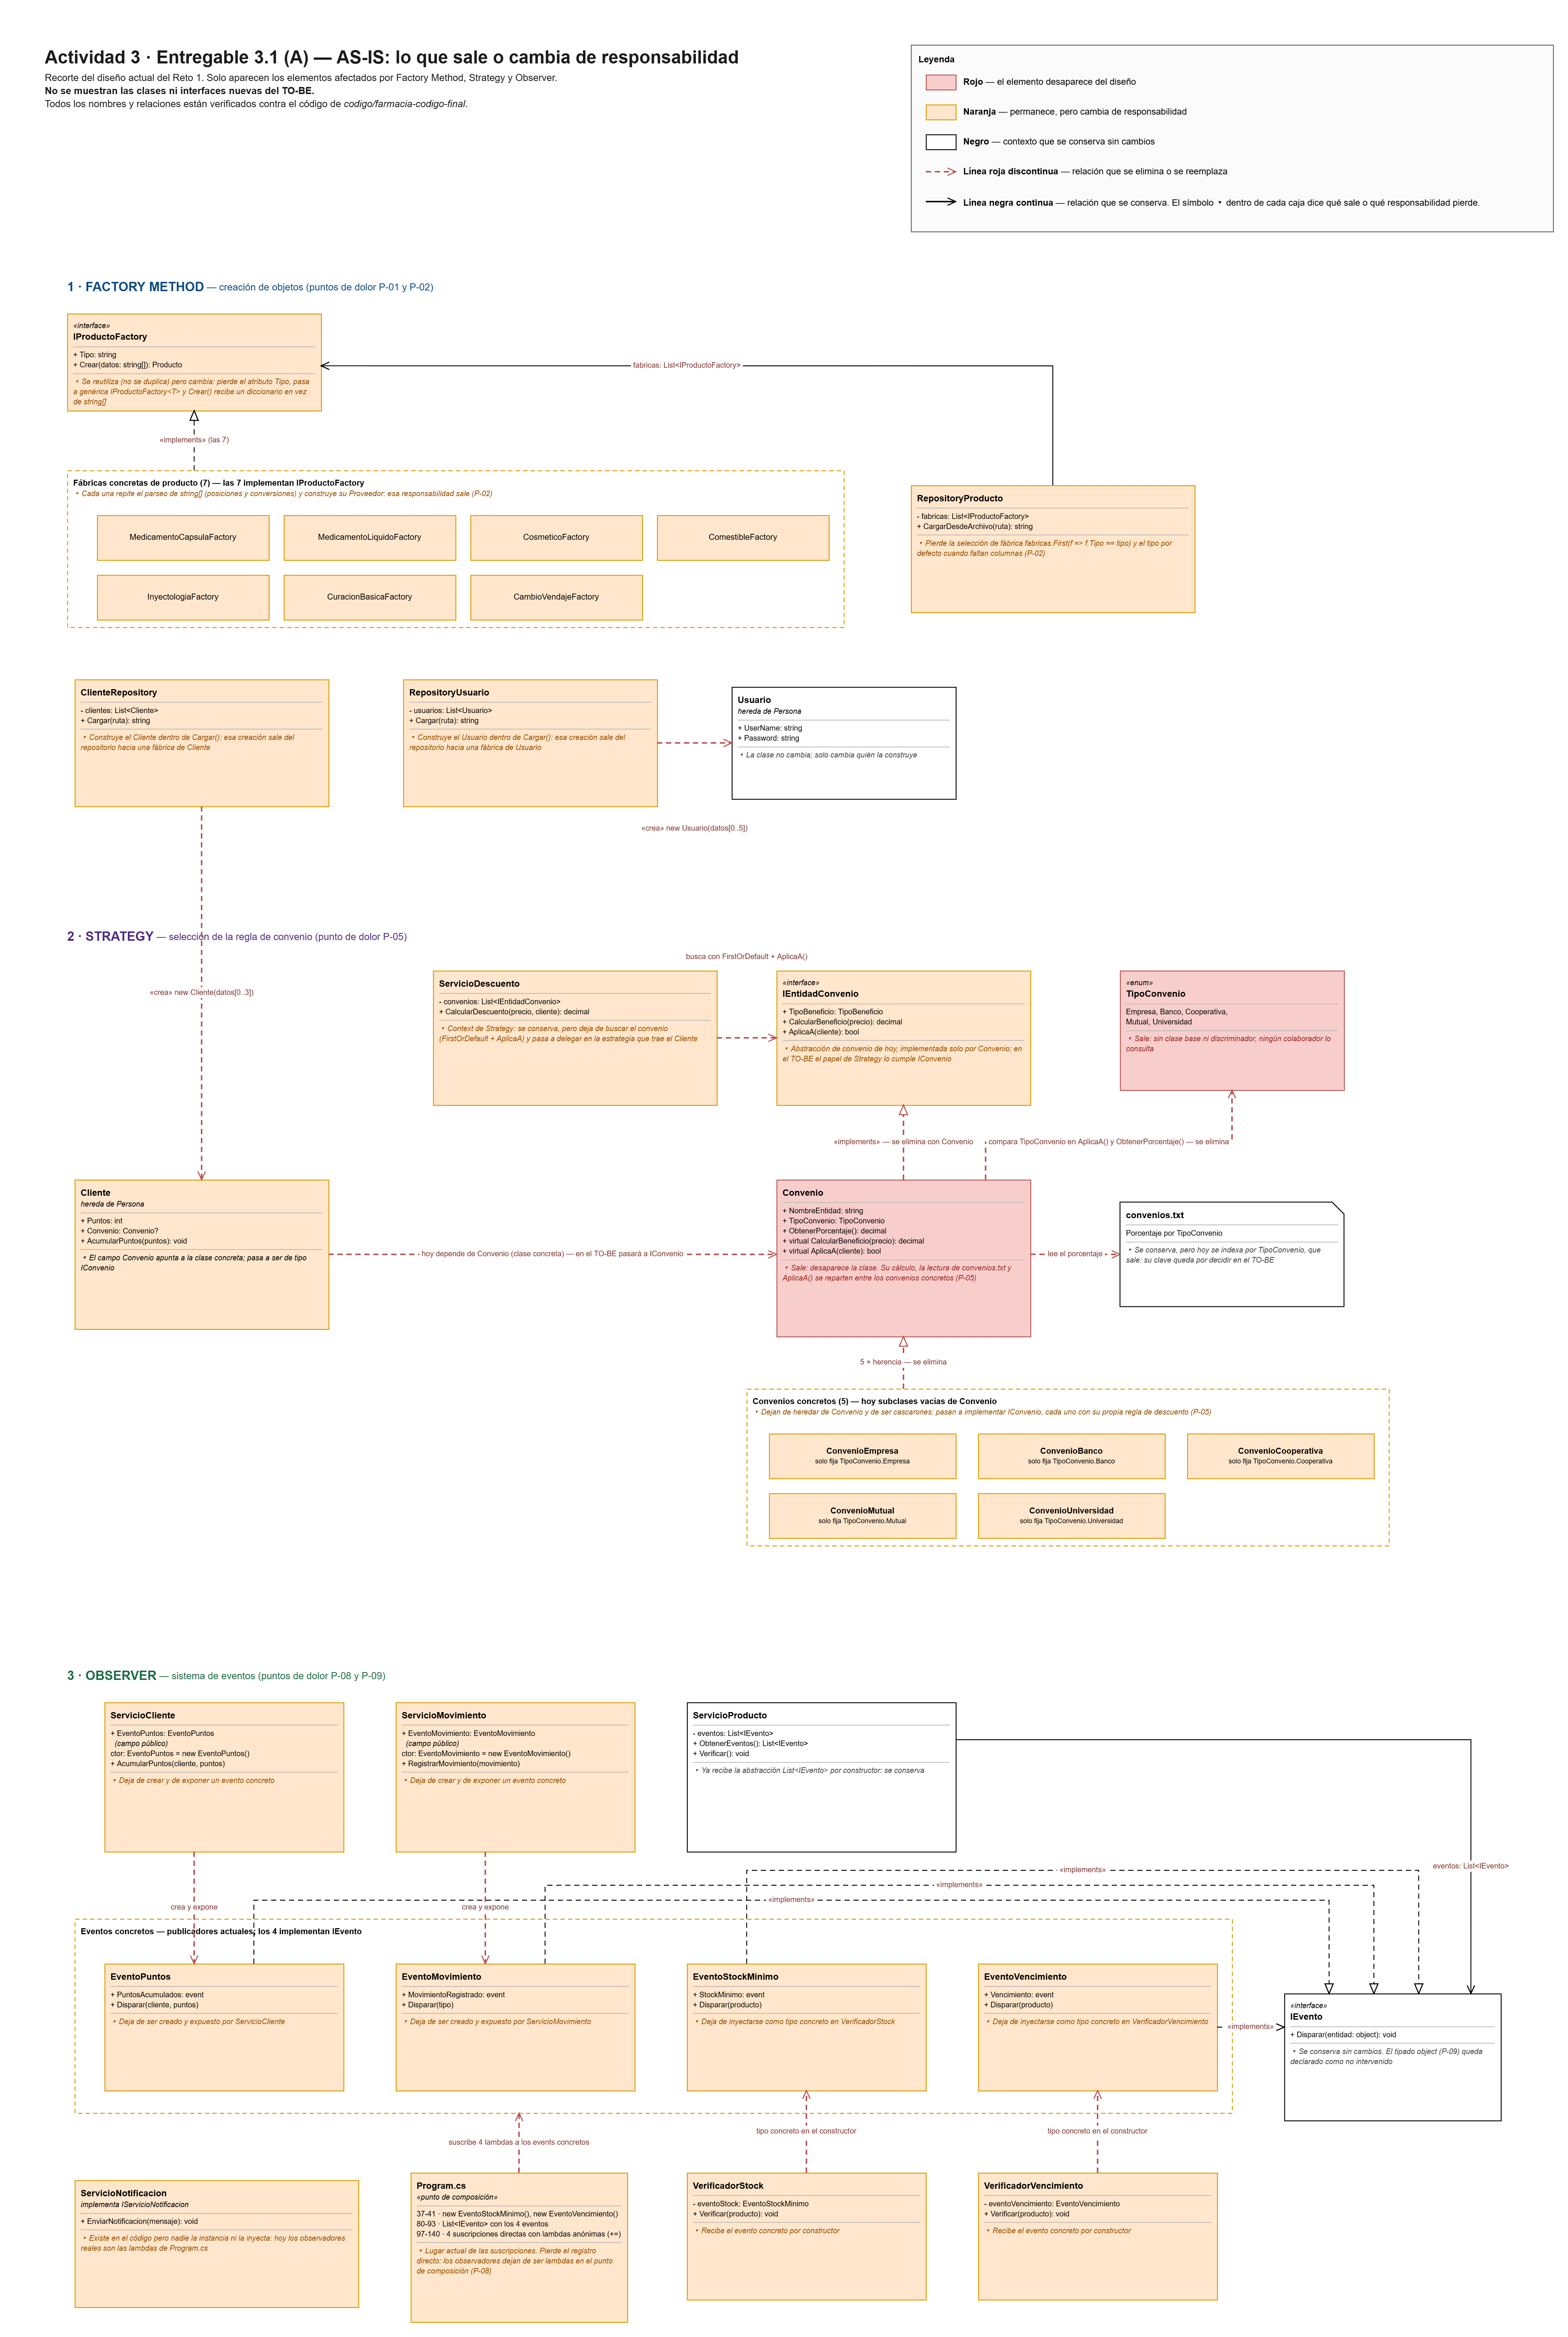 Actividad 3 · Entregable 3.1 (A) — AS-IS: lo que sale o cambia de responsabilidad
Recorte del diseño actual del Reto 1. Solo aparecen los elementos afectados por Factory Method, Strategy y Observer.
No se muestran las clases ni interfaces nuevas del TO-BE.
Todos los nombres y relaciones están verificados contra el código de codigo/farmacia-codigo-final.
Leyenda
Rojo — el elemento desaparece del diseño
Naranja — permanece, pero cambia de responsabilidad
Negro — contexto que se conserva sin cambios
Línea roja discontinua — relación que se elimina o se reemplaza
Línea negra continua — relación que se conserva. El símbolo ▾ dentro de cada caja dice qué sale o qué responsabilidad pierde.
1 · FACTORY METHOD — creación de objetos (puntos de dolor P-01 y P-02)
«interface»
IProductoFactory
+ Tipo: string
+ Crear(datos: string[]): Producto
▾ Se reutiliza (no se duplica) pero cambia: pierde el atributo Tipo, pasa
a genérica IProductoFactory<T> y Crear() recibe un diccionario en vez
de string[]
fabricas: List<IProductoFactory>
«implements» (las 7)
Fábricas concretas de producto (7) — las 7 implementan IProductoFactory
▾ Cada una repite el parseo de string[] (posiciones y conversiones) y construye su Proveedor: esa responsabilidad sale (P-02)
MedicamentoCapsulaFactory
MedicamentoLiquidoFactory
CosmeticoFactory
ComestibleFactory
InyectologiaFactory
CuracionBasicaFactory
CambioVendajeFactory
RepositoryProducto
- fabricas: List<IProductoFactory>
+ CargarDesdeArchivo(ruta): string
▾ Pierde la selección de fábrica fabricas.First(f => f.Tipo == tipo) y el tipo por
defecto cuando faltan columnas (P-02)
ClienteRepository
- clientes: List<Cliente>
+ Cargar(ruta): string
▾ Construye el Cliente dentro de Cargar(): esa creación sale del
repositorio hacia una fábrica de Cliente
RepositoryUsuario
- usuarios: List<Usuario>
+ Cargar(ruta): string
▾ Construye el Usuario dentro de Cargar(): esa creación sale del
repositorio hacia una fábrica de Usuario
Usuario
hereda de Persona
+ UserName: string
+ Password: string
▾ La clase no cambia; solo cambia quién la construye
«crea» new Usuario(datos[0..5])
2 · STRATEGY — selección de la regla de convenio (punto de dolor P-05)
«crea» new Cliente(datos[0..3])
busca con FirstOrDefault + AplicaA()
ServicioDescuento
- convenios: List<IEntidadConvenio>
+ CalcularDescuento(precio, cliente): decimal
▾ Context de Strategy: se conserva, pero deja de buscar el convenio
(FirstOrDefault + AplicaA) y pasa a delegar en la estrategia que trae el Cliente
«interface»
IEntidadConvenio
+ TipoBeneficio: TipoBeneficio
+ CalcularBeneficio(precio): decimal
+ AplicaA(cliente): bool
▾ Abstracción de convenio de hoy, implementada solo por Convenio; en
el TO-BE el papel de Strategy lo cumple IConvenio
«enum»
TipoConvenio
Empresa, Banco, Cooperativa,
Mutual, Universidad
▾ Sale: sin clase base ni discriminador, ningún colaborador lo
consulta
«implements» — se elimina con Convenio
compara TipoConvenio en AplicaA() y ObtenerPorcentaje() — se elimina
Cliente
hereda de Persona
+ Puntos: int
+ Convenio: Convenio?
+ AcumularPuntos(puntos): void
▾ El campo Convenio apunta a la clase concreta; pasa a ser de tipo
IConvenio
hoy depende de Convenio (clase concreta) — en el TO-BE pasará a IConvenio
Convenio
+ NombreEntidad: string
+ TipoConvenio: TipoConvenio
+ ObtenerPorcentaje(): decimal
+ virtual CalcularBeneficio(precio): decimal
+ virtual AplicaA(cliente): bool
▾ Sale: desaparece la clase. Su cálculo, la lectura de convenios.txt y
AplicaA() se reparten entre los convenios concretos (P-05)
lee el porcentaje
convenios.txt
Porcentaje por TipoConvenio
▾ Se conserva, pero hoy se indexa por TipoConvenio, que
sale: su clave queda por decidir en el TO-BE
5 × herencia — se elimina
Convenios concretos (5) — hoy subclases vacías de Convenio
▾ Dejan de heredar de Convenio y de ser cascarones: pasan a implementar IConvenio, cada uno con su propia regla de descuento (P-05)
ConvenioEmpresa
solo fija TipoConvenio.Empresa
ConvenioBanco
solo fija TipoConvenio.Banco
ConvenioCooperativa
solo fija TipoConvenio.Cooperativa
ConvenioMutual
solo fija TipoConvenio.Mutual
ConvenioUniversidad
solo fija TipoConvenio.Universidad
3 · OBSERVER — sistema de eventos (puntos de dolor P-08 y P-09)
ServicioCliente
+ EventoPuntos: EventoPuntos
(campo público)
ctor: EventoPuntos = new EventoPuntos()
+ AcumularPuntos(cliente, puntos)
▾ Deja de crear y de exponer un evento concreto
ServicioMovimiento
+ EventoMovimiento: EventoMovimiento
(campo público)
ctor: EventoMovimiento = new EventoMovimiento()
+ RegistrarMovimiento(movimiento)
▾ Deja de crear y de exponer un evento concreto
ServicioProducto
- eventos: List<IEvento>
+ ObtenerEventos(): List<IEvento>
+ Verificar(): void
▾ Ya recibe la abstracción List<IEvento> por constructor: se conserva
eventos: List<IEvento>
«implements»
«implements»
«implements»
crea y expone
crea y expone
Eventos concretos — publicadores actuales; los 4 implementan IEvento
EventoPuntos
+ PuntosAcumulados: event
+ Disparar(cliente, puntos)
▾ Deja de ser creado y expuesto por ServicioCliente
EventoMovimiento
+ MovimientoRegistrado: event
+ Disparar(tipo)
▾ Deja de ser creado y expuesto por ServicioMovimiento
EventoStockMinimo
+ StockMinimo: event
+ Disparar(producto)
▾ Deja de inyectarse como tipo concreto en VerificadorStock
EventoVencimiento
+ Vencimiento: event
+ Disparar(producto)
▾ Deja de inyectarse como tipo concreto en VerificadorVencimiento
«implements»
«interface»
IEvento
+ Disparar(entidad: object): void
▾ Se conserva sin cambios. El tipado object (P-09) queda
declarado como no intervenido
suscribe 4 lambdas a los events concretos
tipo concreto en el constructor
tipo concreto en el constructor
ServicioNotificacion
implementa IServicioNotificacion
+ EnviarNotificacion(mensaje): void
▾ Existe en el código pero nadie la instancia ni la inyecta: hoy los observadores
reales son las lambdas de Program.cs
Program.cs
«punto de composición»
37-41 · new EventoStockMinimo(), new EventoVencimiento()
80-93 · List<IEvento> con los 4 eventos
97-140 · 4 suscripciones directas con lambdas anónimas (+=)
▾ Lugar actual de las suscripciones. Pierde el registro
directo: los observadores dejan de ser lambdas en el punto
de composición (P-08)
VerificadorStock
- eventoStock: EventoStockMinimo
+ Verificar(producto): void
▾ Recibe el evento concreto por constructor
VerificadorVencimiento
- eventoVencimiento: EventoVencimiento
+ Verificar(producto): void
▾ Recibe el evento concreto por constructor